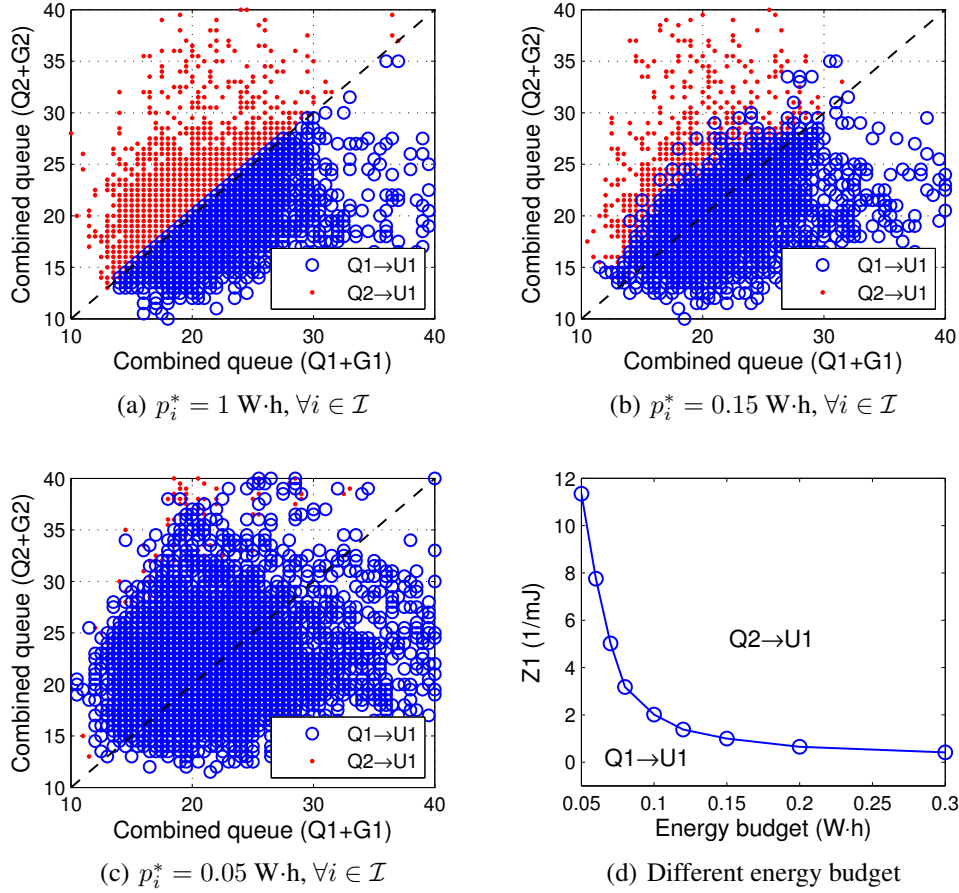 40
35
30
25
20
15
10
10 20 30 40
Combined queue (Q2+G2)
Combined queue (Q1+G1)
Q1→U1
Q2→U1
(a) p_i^* = 1 W·h, ∀i ∈ I
40
35
30
25
20
15
10
10 20 30 40
Combined queue (Q2+G2)
Combined queue (Q1+G1)
Q1→U1
Q2→U1
(b) p_i^* = 0.15 W·h, ∀i ∈ I
40
35
30
25
20
15
10
10 20 30 40
Combined queue (Q2+G2)
Combined queue (Q1+G1)
Q1→U1
Q2→U1
(c) p_i^* = 0.05 W·h, ∀i ∈ I
12
10
8
6
4
2
0
0.05 0.1 0.15 0.2 0.25 0.3
Z1 (1/mJ)
Q2→U1
Q1→U1
Energy budget (W·h)
(d) Different energy budget